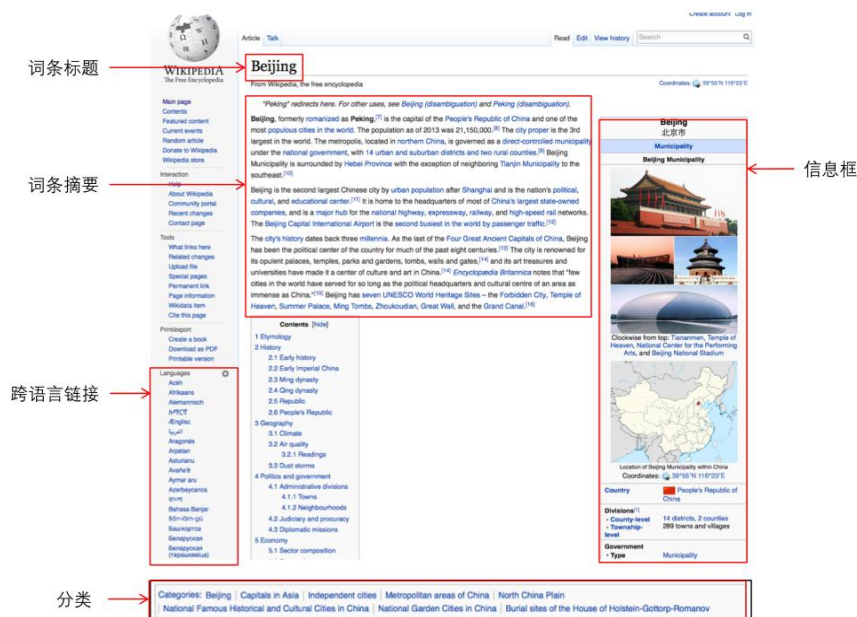 Create account Log in
Article Talk
Read Edit View history Search
词条标题
Beijing
WIKIPEDIA
The Free Encyclopedia
From Wikipedia, the free encyclopedia
Coordinates: 39°55′N 116°23′E
Main page
Contents
Featured content
Current events
Random article
Donate to Wikipedia
Wikipedia store
Interaction
Help
About Wikipedia
Community portal
Recent changes
Contact page
Tools
What links here
Related changes
Upload file
Special pages
Permanent link
Page information
Wikidata item
Cite this page
Print/export
Create a book
Download as PDF
Printable version
跨语言链接
Languages
Acèh
Afrikaans
Alemannisch
አማርኛ
Ænglisc
العربية
Aragonés
Arpetan
Asturianu
Avañe'ẽ
Aymar aru
Azərbaycanca
বাংলা
Bahasa Banjar
Bân-lâm-gú
Башҡортса
Беларуская
Беларуская
(тарашкевіца)
词条摘要
"Peking" redirects here. For other uses, see Beijing (disambiguation) and Peking (disambiguation).
Beijing, formerly romanized as Peking,[7] is the capital of the People's Republic of China and one of the
most populous cities in the world. The population as of 2013 was 21,150,000.[8] The city proper is the 3rd
largest in the world. The metropolis, located in northern China, is governed as a direct-controlled municipality
under the national government, with 14 urban and suburban districts and two rural counties.[9] Beijing
Municipality is surrounded by Hebei Province with the exception of neighboring Tianjin Municipality to the
southeast.[10]
Beijing is the second largest Chinese city by urban population after Shanghai and is the nation's political,
cultural, and educational center.[11] It is home to the headquarters of most of China's largest state-owned
companies, and is a major hub for the national highway, expressway, railway, and high-speed rail networks.
The Beijing Capital International Airport is the second busiest in the world by passenger traffic.[12]
The city's history dates back three millennia. As the last of the Four Great Ancient Capitals of China, Beijing
has been the political center of the country for much of the past eight centuries.[13] The city is renowned for
its opulent palaces, temples, parks and gardens, tombs, walls and gates,[14] and its art treasures and
universities have made it a center of culture and art in China.[14] Encyclopædia Britannica notes that "few
cities in the world have served for so long as the political headquarters and cultural centre of an area as
immense as China."[15] Beijing has seven UNESCO World Heritage Sites – the Forbidden City, Temple of
Heaven, Summer Palace, Ming Tombs, Zhoukoudian, Great Wall, and the Grand Canal.[16]
Contents [hide]
1 Etymology
2 History
2.1 Early history
2.2 Early Imperial China
2.3 Ming dynasty
2.4 Qing dynasty
2.5 Republic
2.6 People's Republic
3 Geography
3.1 Climate
3.2 Air quality
3.2.1 Readings
3.3 Dust storms
4 Politics and government
4.1 Administrative divisions
4.1.1 Towns
4.1.2 Neighbourhoods
4.2 Judiciary and procuracy
4.3 Diplomatic missions
5 Economy
5.1 Sector composition
信息框
Beijing
北京市
Municipality
Beijing Municipality
Clockwise from top: Tiananmen, Temple of
Heaven, National Center for the Performing
Arts, and Beijing National Stadium
Location of Beijing Municipality within China
Coordinates: 39°55′N 116°23′E
Country People's Republic of
China
Divisions[1]
- County-level 14 districts, 2 counties
- Township-level 289 towns and villages
Government
- Type Municipality
分类
Categories: Beijing | Capitals in Asia | Independent cities | Metropolitan areas of China | North China Plain
National Famous Historical and Cultural Cities in China | National Garden Cities in China | Burial sites of the House of Holstein-Gottorp-Romanov